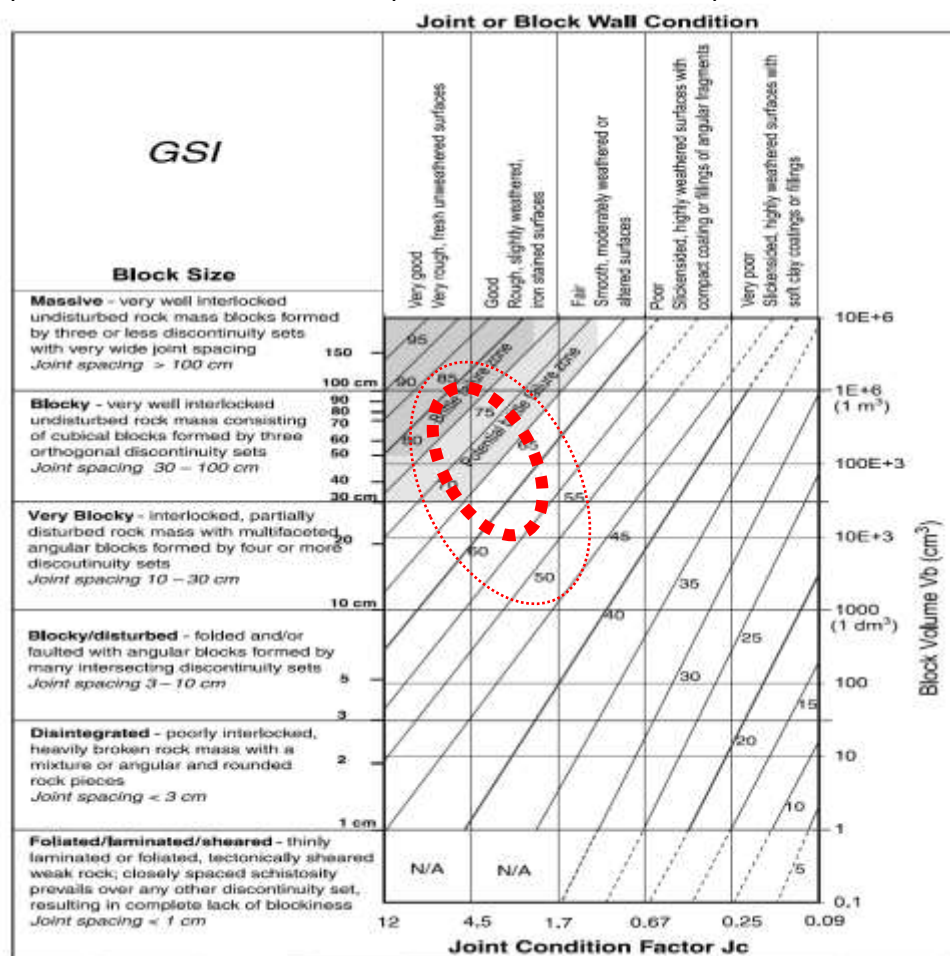 Joint or Block Wall Condition
GSI
Block Size
Very good
Very rough, fresh unweathered surfaces
Good
Rough, slightly weathered,
iron stained surfaces
Fair
Smooth, moderately weathered or
altered surfaces
Poor
Slickensided, highly weathered surfaces with
compact coating or fillings of angular fragments
Very poor
Slickensided, highly weathered surfaces with
soft clay coatings or fillings
Massive - very well interlocked
undisturbed rock mass blocks formed
by three or less discontinuity sets
with very wide joint spacing
Joint spacing > 100 cm
Blocky - very well interlocked
undisturbed rock mass consisting
of cubical blocks formed by three
orthogonal discontinuity sets
Joint spacing 30 – 100 cm
Very Blocky - interlocked, partially
disturbed rock mass with multifaceted
angular blocks formed by four or more
discoutinuity sets
Joint spacing 10 – 30 cm
Blocky/disturbed - folded and/or
faulted with angular blocks formed by
many intersecting discontinuity sets
Joint spacing 3 – 10 cm
Disintegrated - poorly interlocked,
heavily broken rock mass with a
mixture or angular and rounded
rock pieces
Joint spacing < 3 cm
Foliated/laminated/sheared - thinly
laminated or foliated, tectonically sheared
weak rock; closely spaced schistosity
prevails over any other discontinuity set,
resulting in complete lack of blockiness
Joint spacing < 1 cm
150
100 cm
90
80
70
60
50
40
30 cm
20
10 cm
5
3
2
1 cm
95
90
85
80
75
70
zone
Potential
failure zone
60
55
50
45
40
35
30
25
20
15
10
5
N/A
N/A
10E+6
1E+6
(1 m³)
100E+3
10E+3
1000
(1 dm³)
100
10
1
0.1
Block Volume Vb (cm³)
12
4.5
1.7
0.67
0.25
0.09
Joint Condition Factor Jc